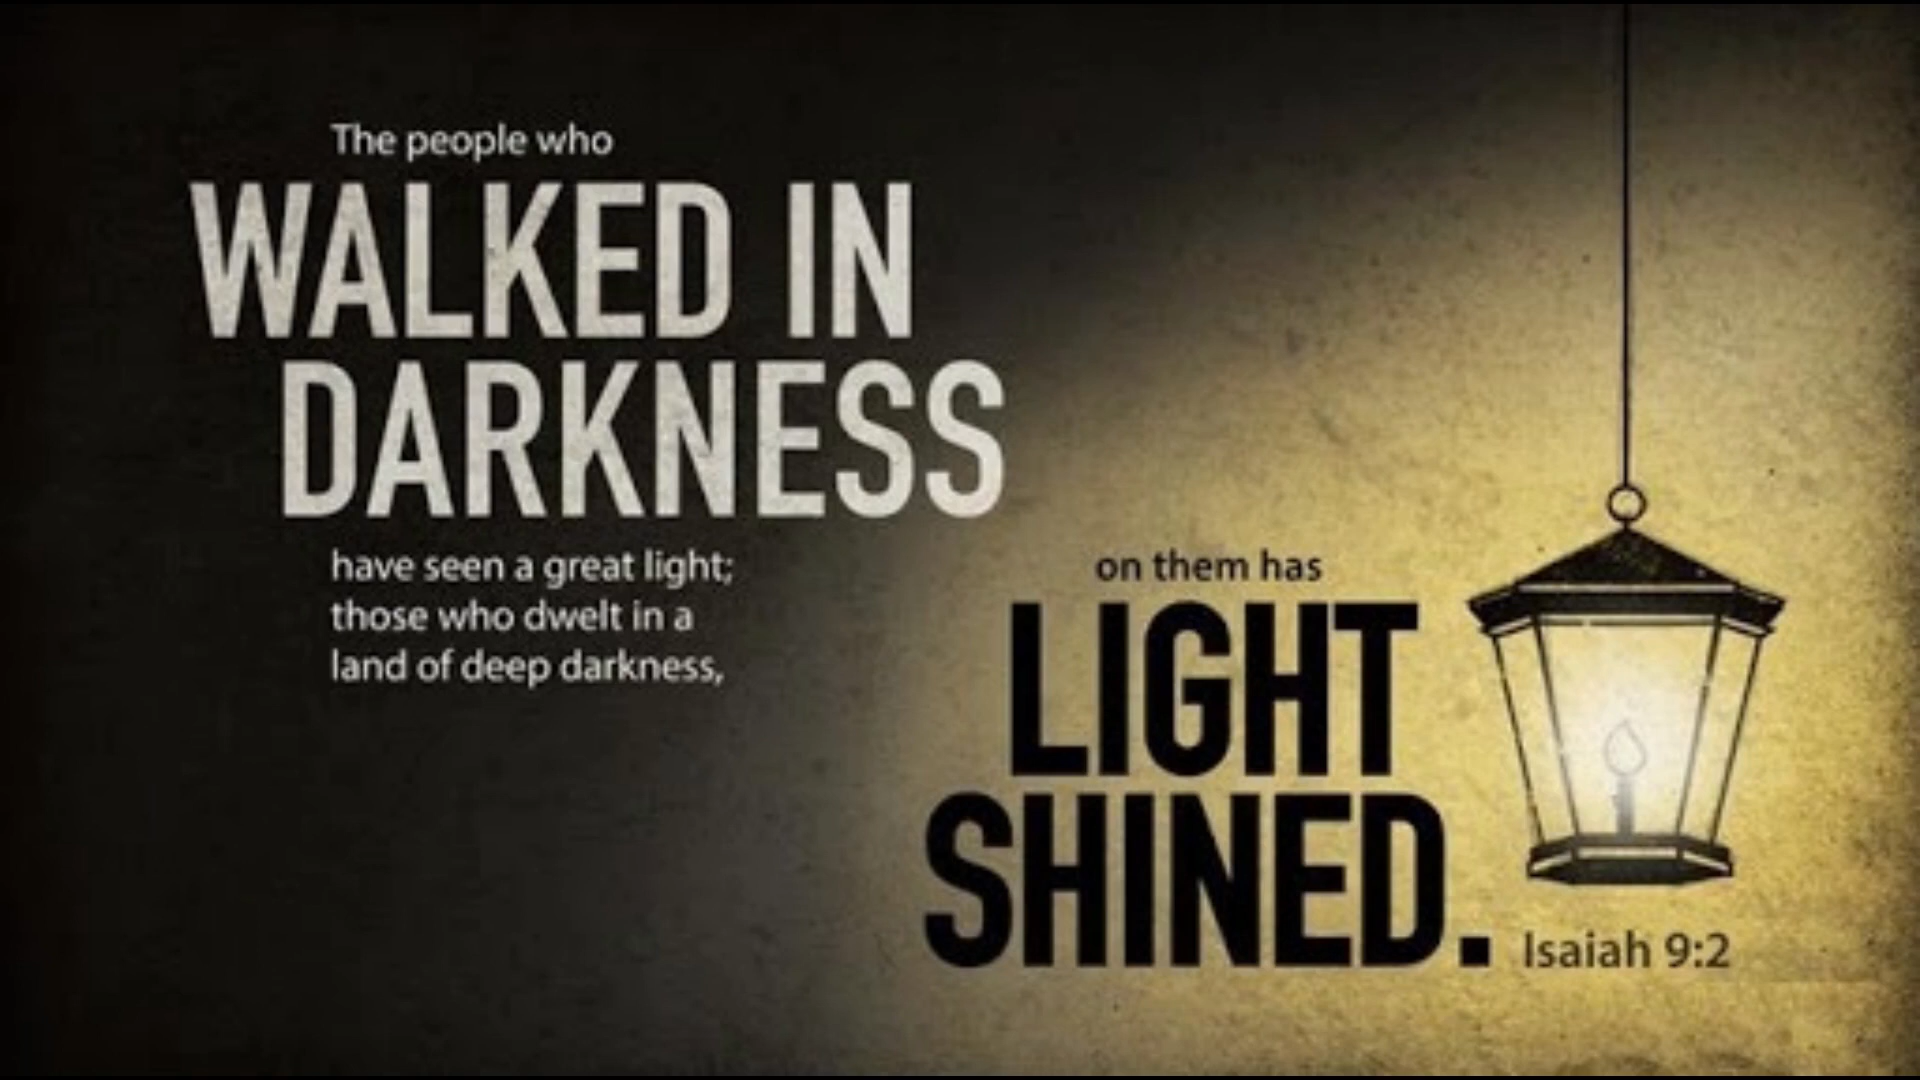 The people who
WALKED IN
DARKNESS
have seen a great light;
those who dwelt in a
land of deep darkness,
on them has
LIGHT
SHINED.
Isaiah 9:2